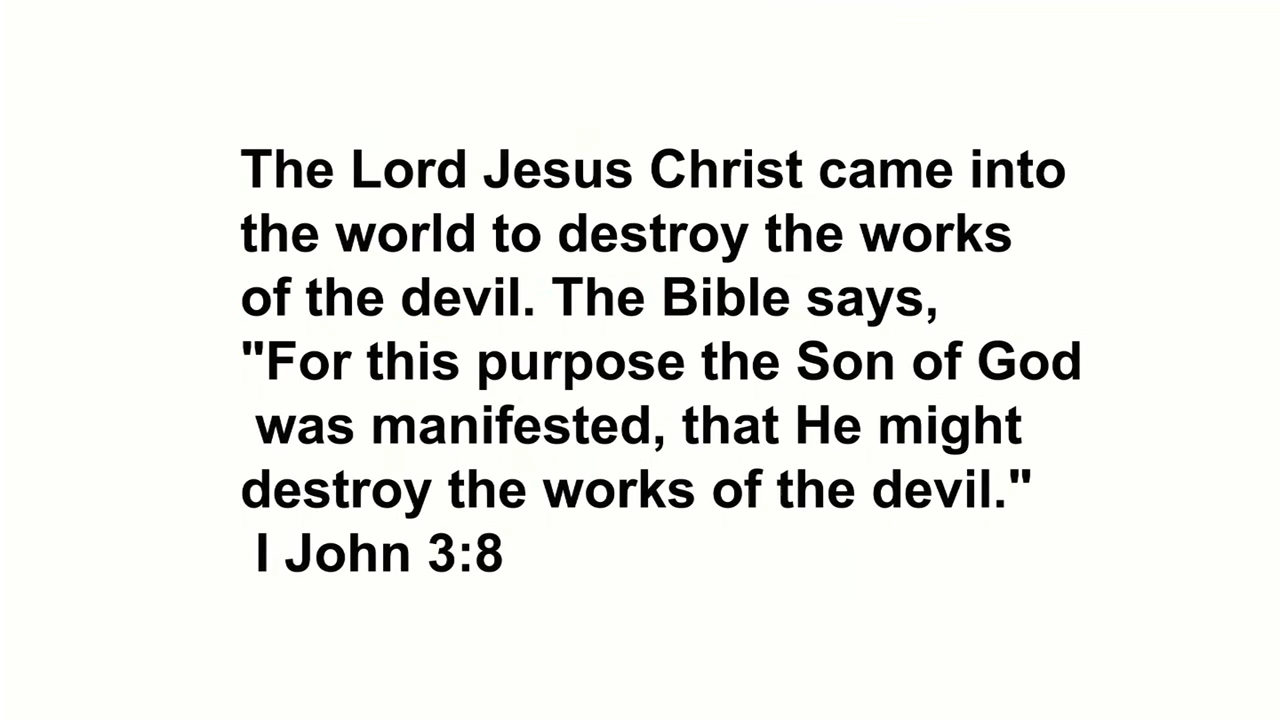 The Lord Jesus Christ came into
the world to destroy the works
of the devil. The Bible says,
"For this purpose the Son of God
was manifested, that He might
destroy the works of the devil."
I John 3:8